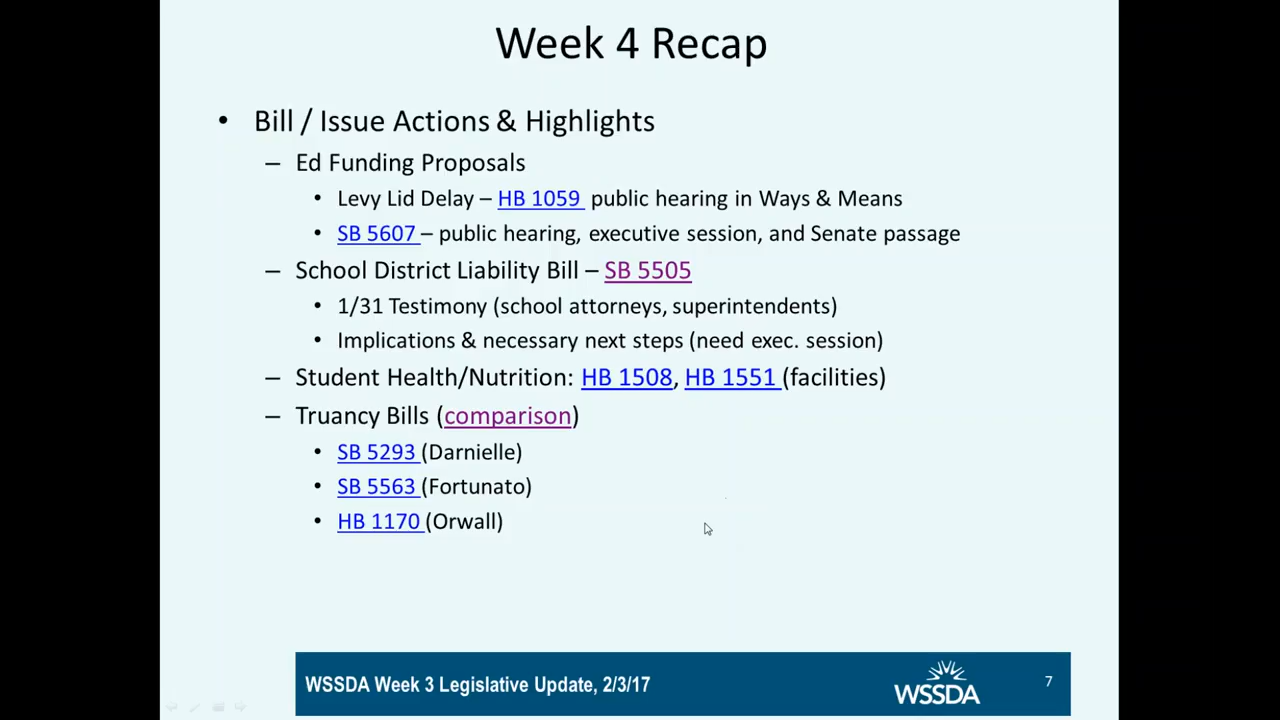 Week 4 Recap
• Bill / Issue Actions & Highlights
– Ed Funding Proposals
• Levy Lid Delay – HB 1059 public hearing in Ways & Means
• SB 5607 – public hearing, executive session, and Senate passage
– School District Liability Bill – SB 5505
• 1/31 Testimony (school attorneys, superintendents)
• Implications & necessary next steps (need exec. session)
– Student Health/Nutrition: HB 1508, HB 1551 (facilities)
– Truancy Bills (comparison)
• SB 5293 (Darnielle)
• SB 5563 (Fortunato)
• HB 1170 (Orwall)
WSSDA Week 3 Legislative Update, 2/3/17
WSSDA
7